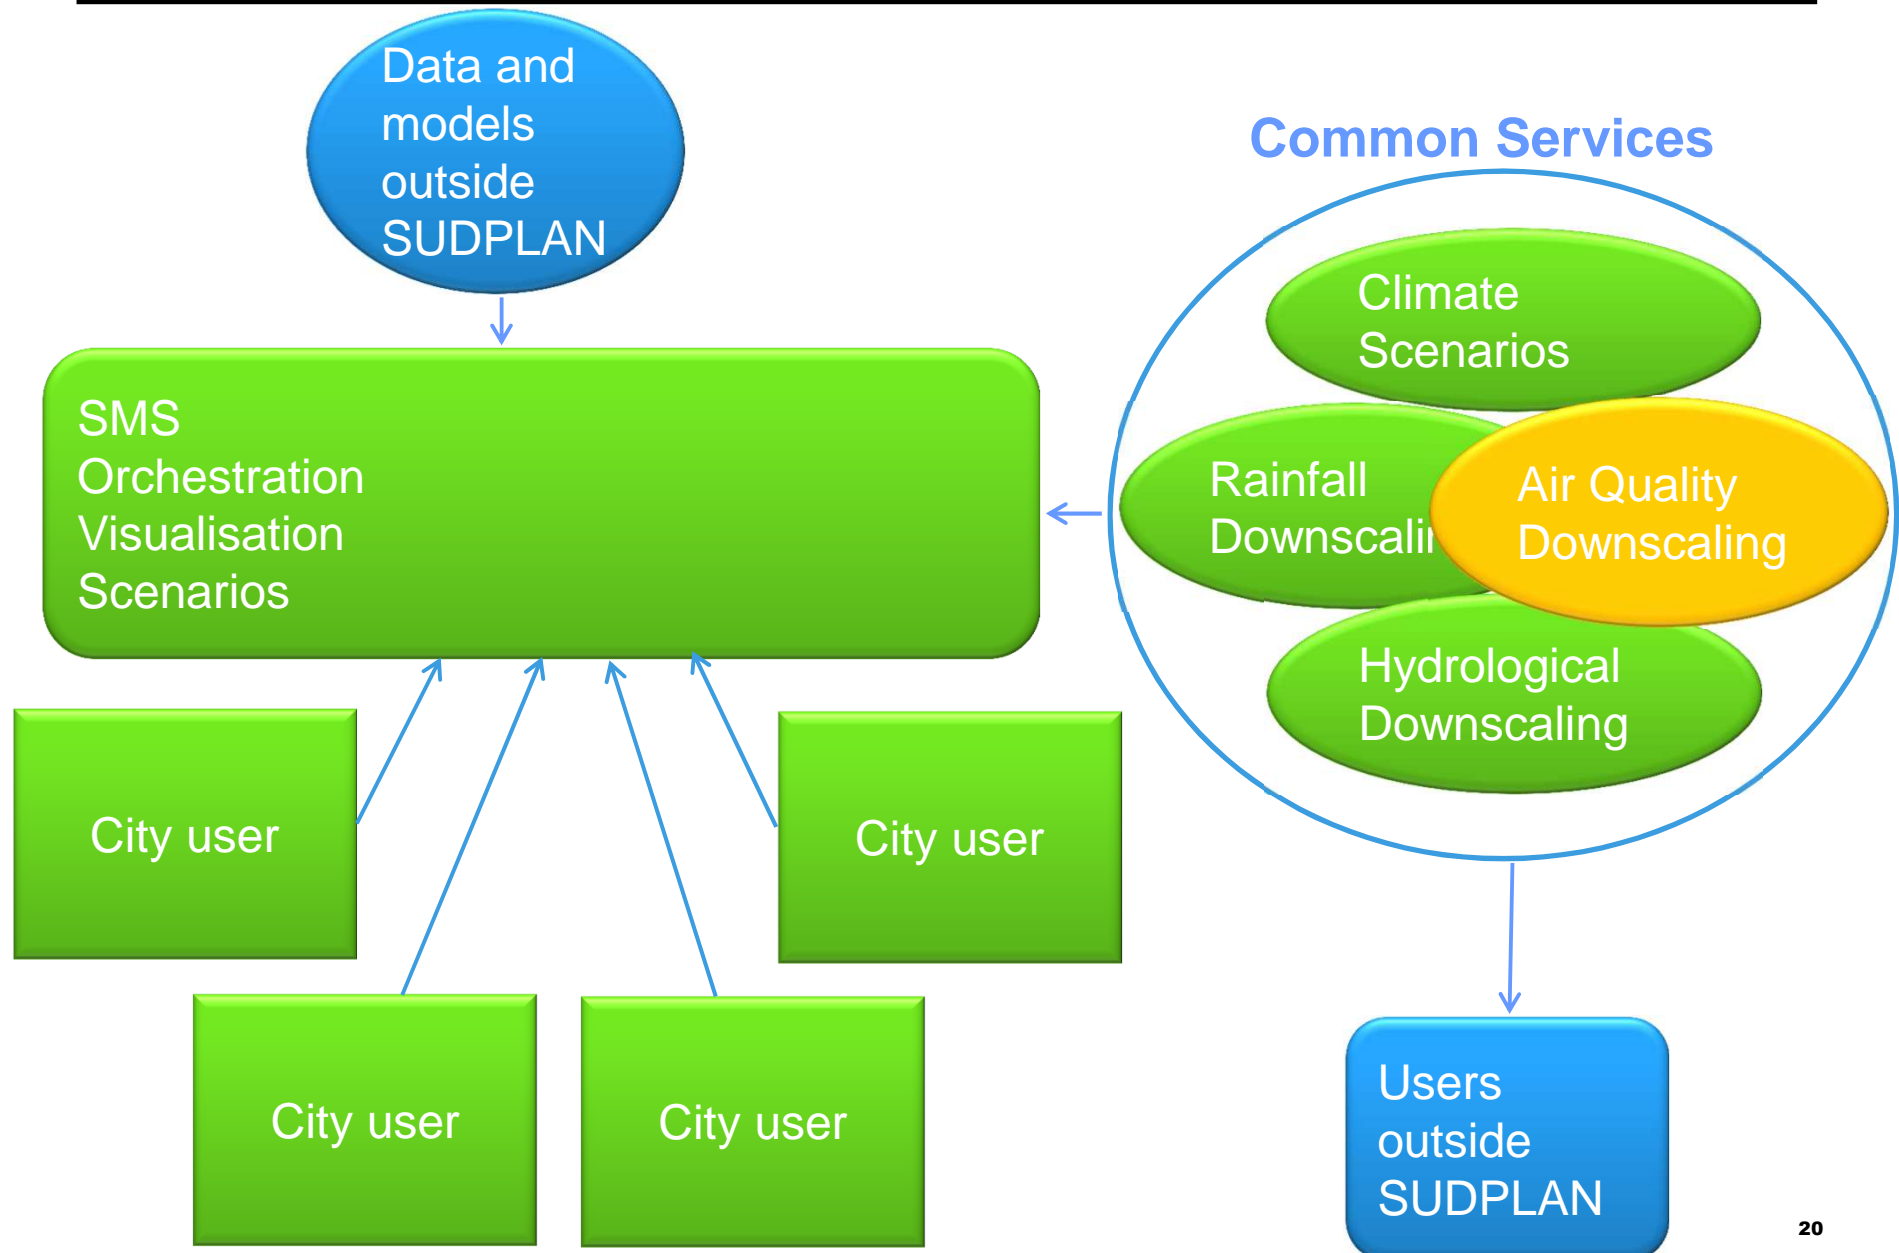 Data and
models
outside
SUDPLAN
Common Services
Climate
Scenarios
SMS
Orchestration
Visualisation
Scenarios
Rainfall
Air Quality
Downscaling
Hydrological
Downscaling
City user
City user
City user
City user
Users
outside
SUDPLAN
20